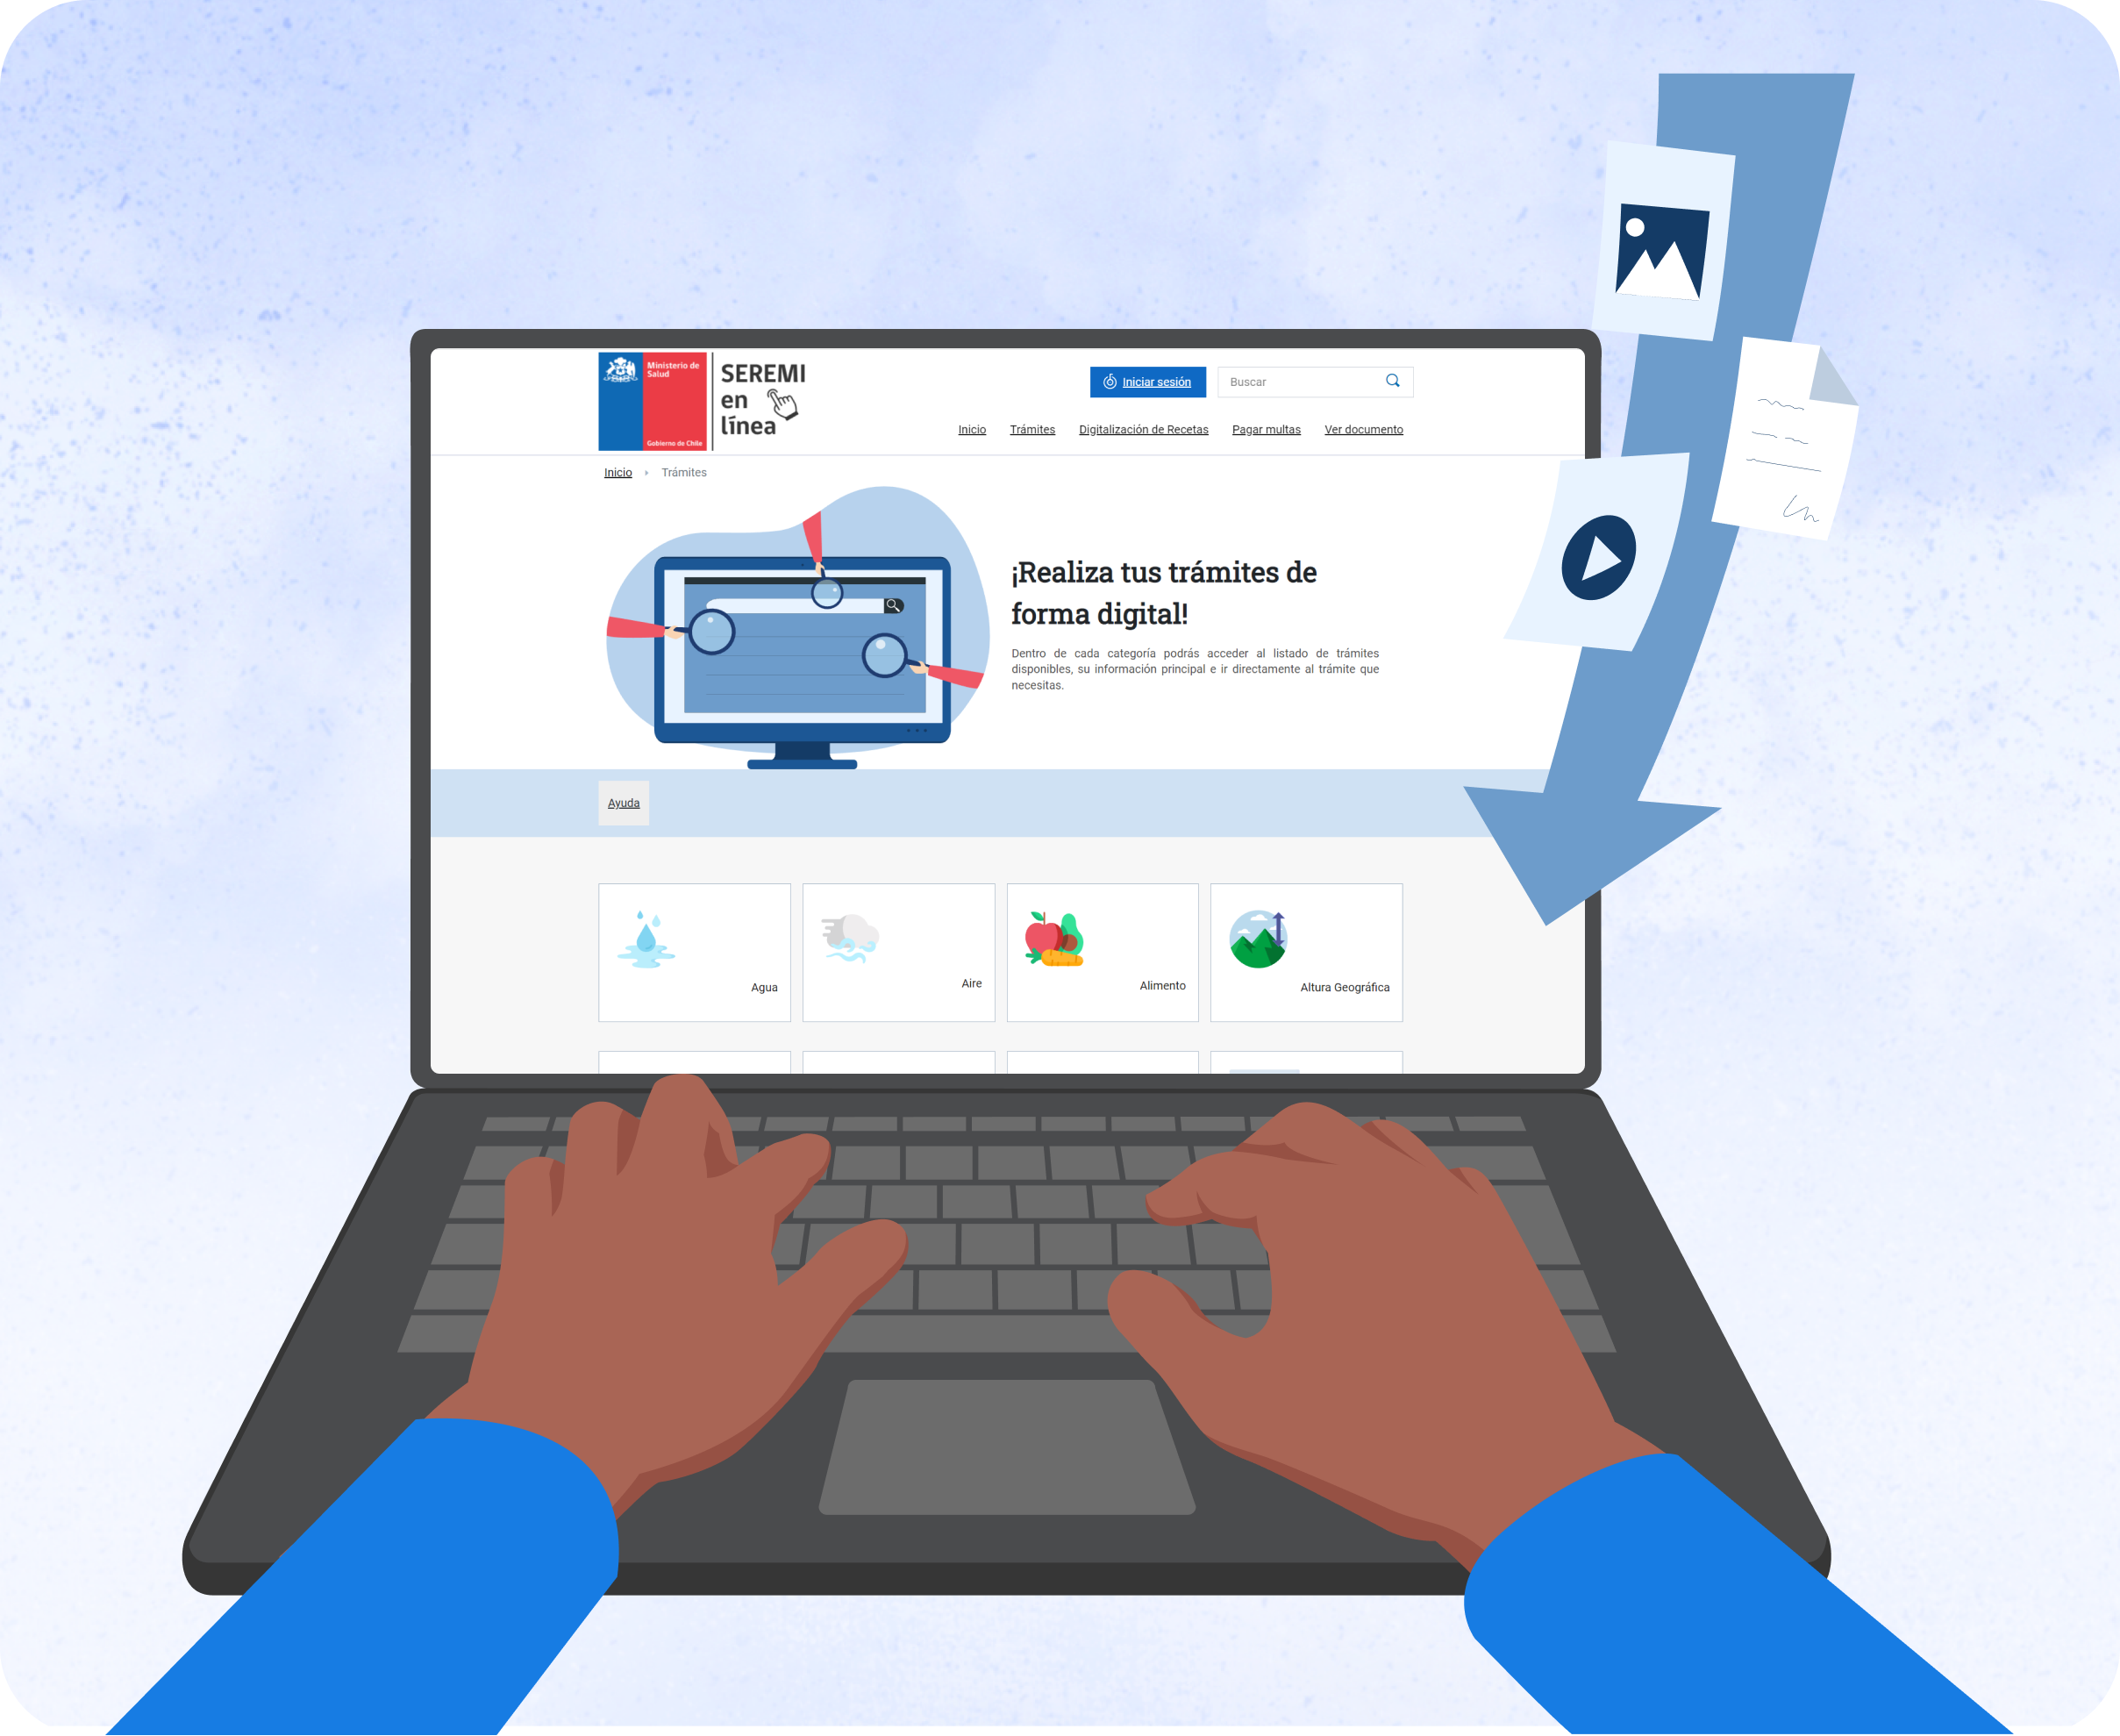 Ministerio de
Salud
Gobierno de Chile
SEREMI
en
línea
Iniciar sesión
Buscar
Inicio Trámites Digitalización de Recetas Pagar multas Ver documento
Inicio Trámites
¡Realiza tus trámites de
forma digital!
Dentro de cada categoría podrás acceder al listado de trámites
disponibles, su información principal e ir directamente al trámite que
necesitas.
Ayuda
Agua
Aire
Alimento
Altura Geográfica